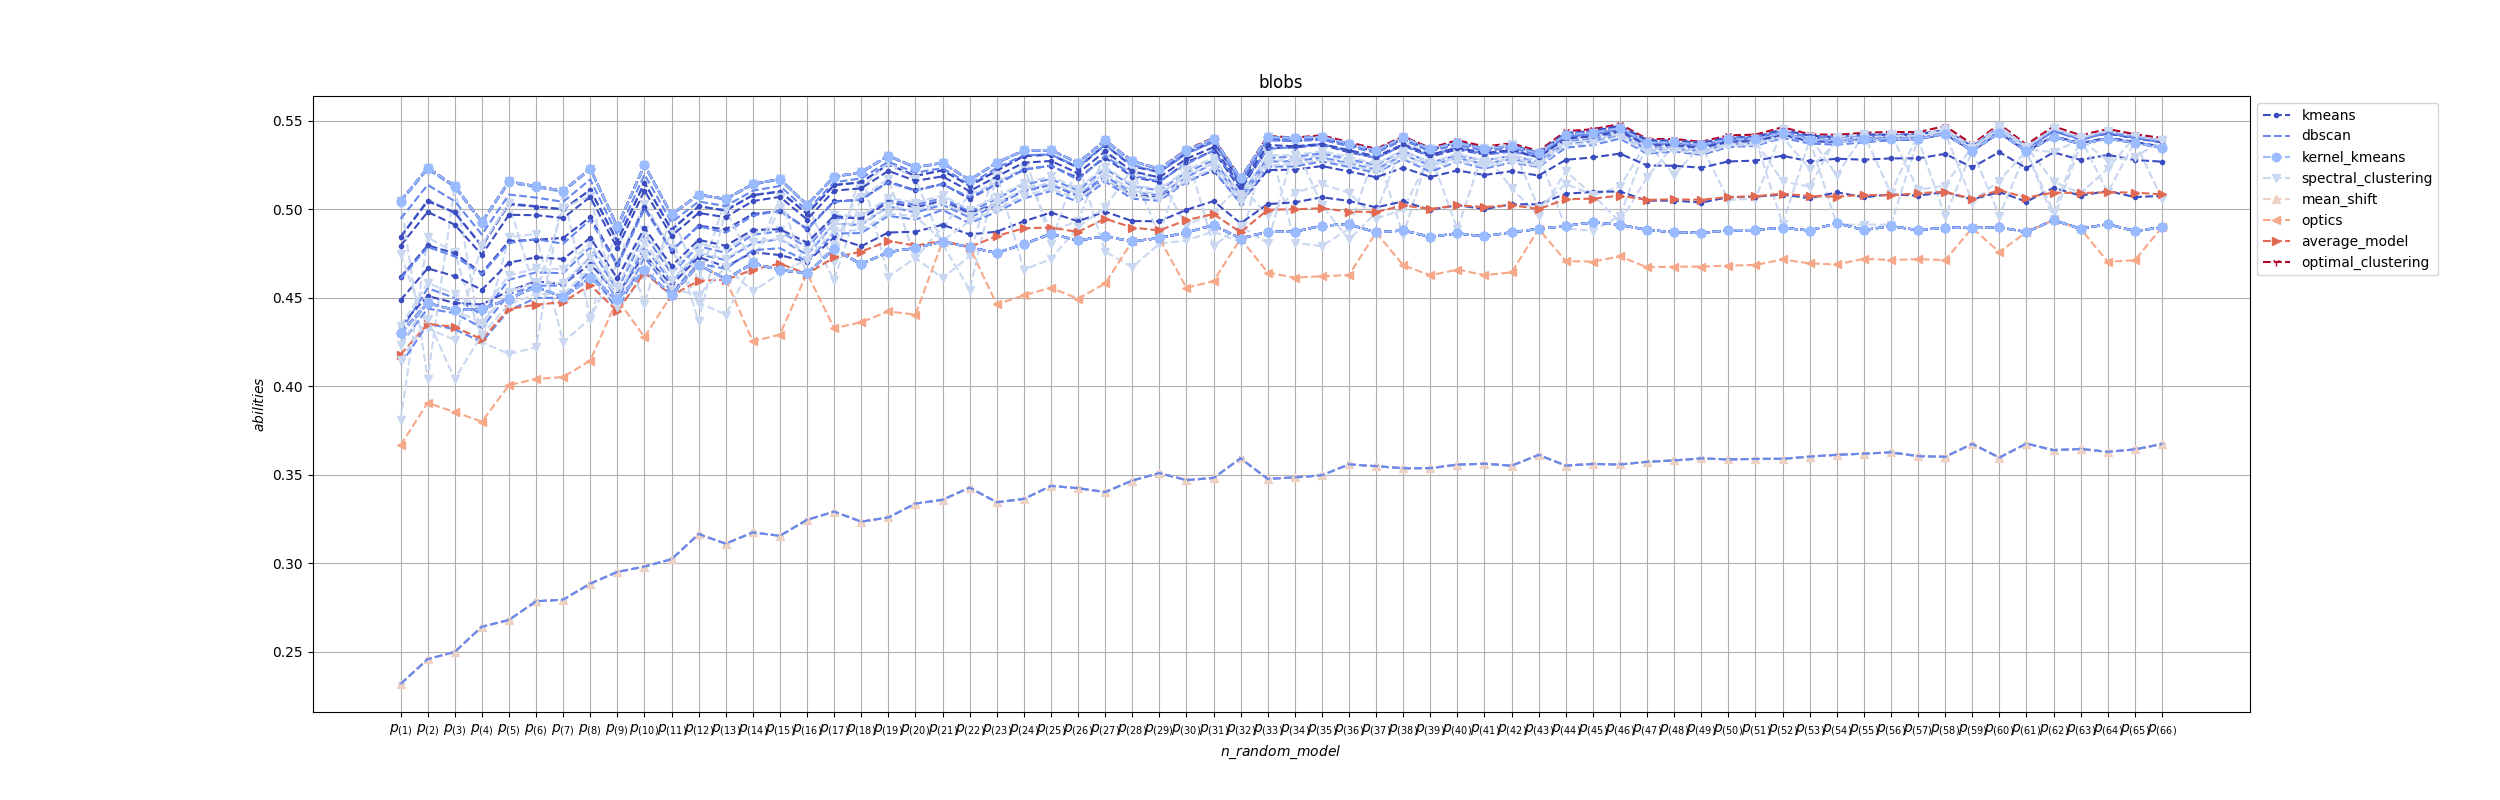 blobs
0.55
0.50
0.45
0.40
0.35
0.30
0.25
abilities
p(1) p(2) p(3) p(4) p(5) p(6) p(7) p(8) p(9) p(10) p(11) p(12) p(13) p(14) p(15) p(16) p(17) p(18) p(19) p(20) p(21) p(22) p(23) p(24) p(25) p(26) p(27) p(28) p(29) p(30) p(31) p(32) p(33) p(34) p(35) p(36) p(37) p(38) p(39) p(40) p(41) p(42) p(43) p(44) p(45) p(46) p(47) p(48) p(49) p(50) p(51) p(52) p(53) p(54) p(55) p(56) p(57) p(58) p(59) p(60) p(61) p(62) p(63) p(64) p(65) p(66)
n_random_model
kmeans
dbscan
kernel_kmeans
spectral_clustering
mean_shift
optics
average_model
optimal_clustering